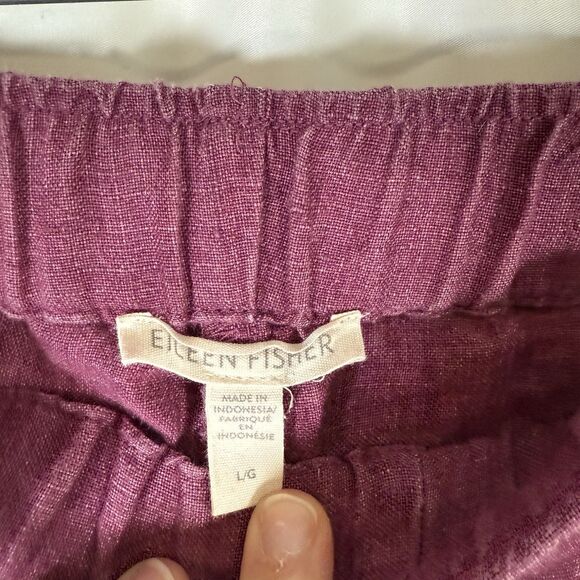 EILEEN FISHER
MADE IN
INDONESIA/
FABRIQUÉ
EN
INDONÉSIE
L/G